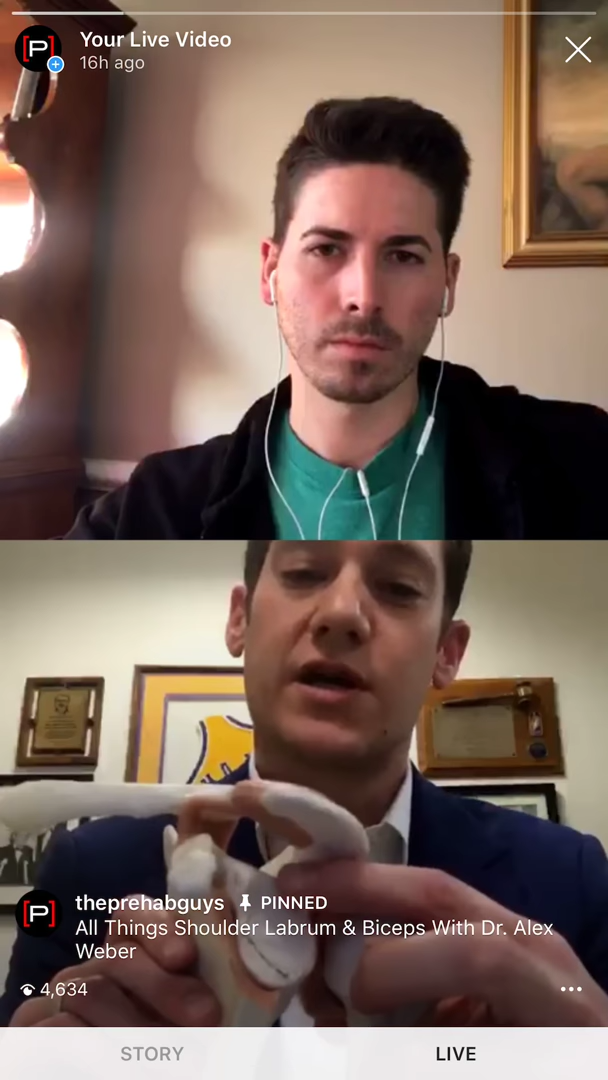 [P]
Your Live Video
16h ago
[P]
theprehabguys PINNED
All Things Shoulder Labrum & Biceps With Dr. Alex
Weber
4,634
STORY LIVE